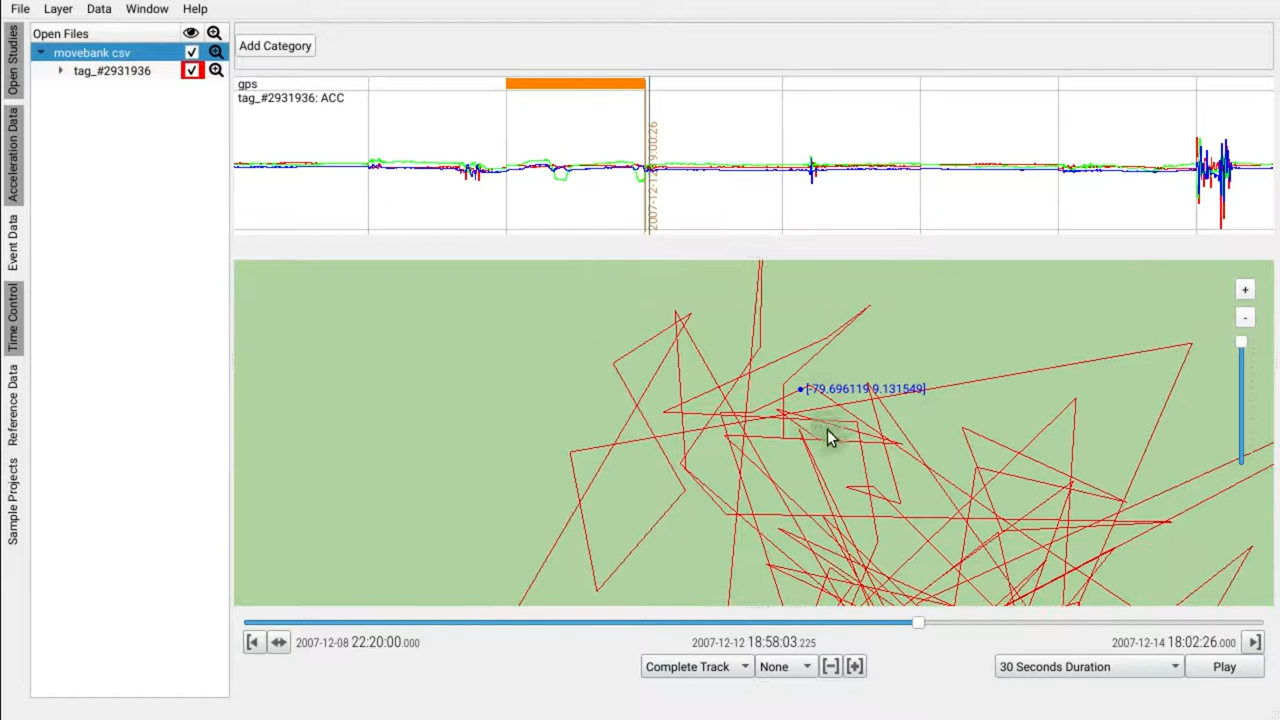 File Layer Data Window Help
Open Studies
Acceleration Data
Event Data
Time Control
Reference Data
Sample Projects
Open Files
movebank csv
tag_#2931936
Add Category
gps
tag_#2931936: ACC
[-79.696119 9.131549]
+
-
2007-12-08 22:20:00.000
2007-12-12 18:58:03.225
2007-12-14 18:02:26.000
Complete Track
None
[-]
[+]
30 Seconds Duration
Play